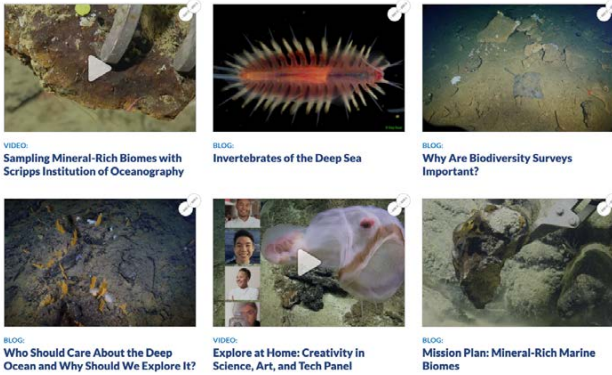 VIDEO:
Sampling Mineral-Rich Biomes with
Scripps Institution of Oceanography
BLOG:
Invertebrates of the Deep Sea
BLOG:
Why Are Biodiversity Surveys
Important?
BLOG:
Who Should Care About the Deep
Ocean and Why Should We Explore It?
VIDEO:
Explore at Home: Creativity in
Science, Art, and Tech Panel
BLOG:
Mission Plan: Mineral-Rich Marine
Biomes